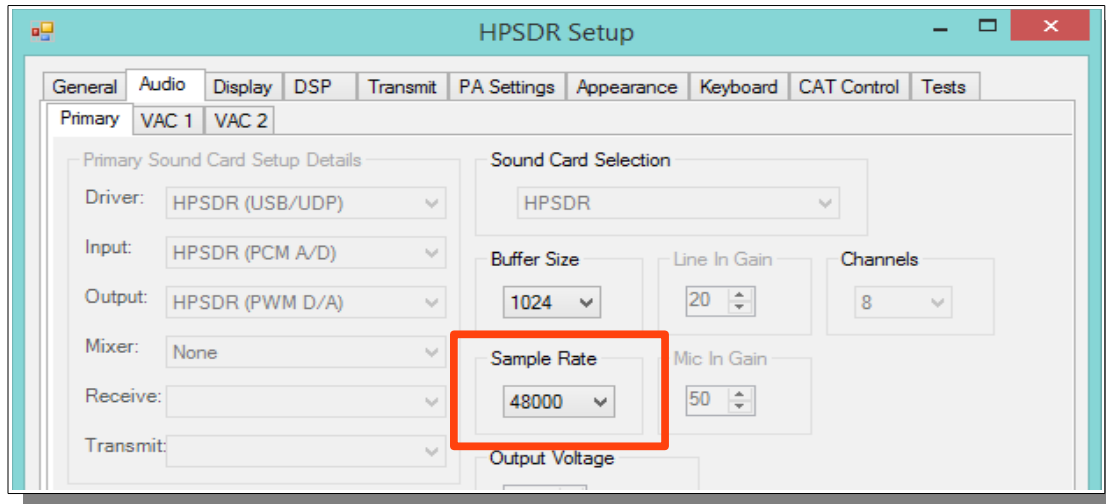 HPSDR Setup
General Audio Display DSP Transmit PA Settings Appearance Keyboard CAT Control Tests
Primary VAC 1 VAC 2
Primary Sound Card Setup Details
Driver: HPSDR (USB/UDP)
Input: HPSDR (PCM A/D)
Output: HPSDR (PWM D/A)
Mixer: None
Receive:
Transmit:
Sound Card Selection
HPSDR
Buffer Size
1024
Line In Gain
20
Channels
8
Sample Rate
48000
Mic In Gain
50
Output Voltage